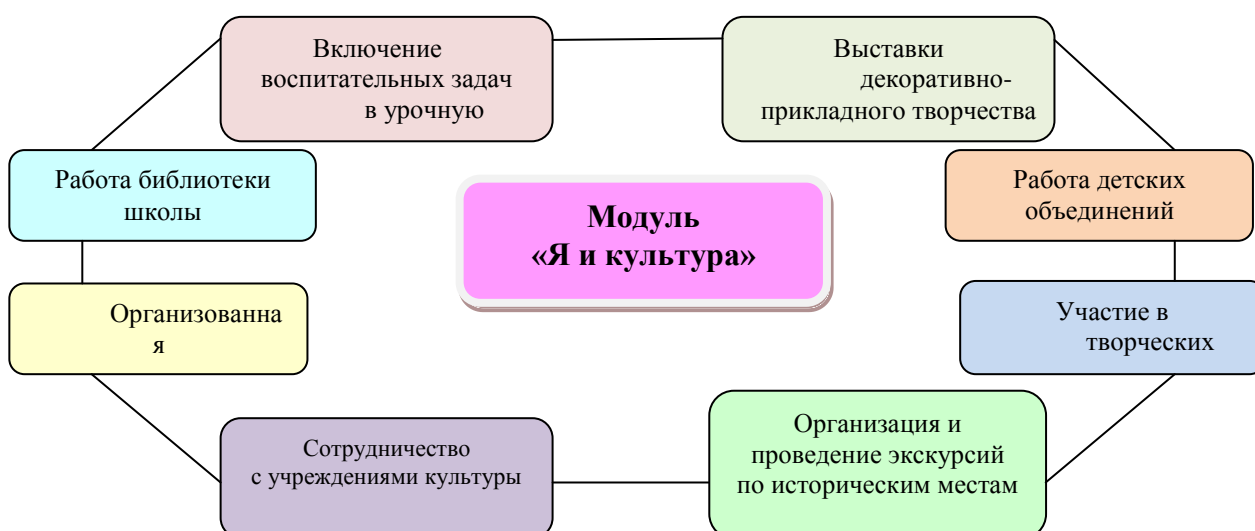 Включение
воспитательных задач
в урочную
Выставки
декоративно-
прикладного творчества
Работа библиотеки
школы
Модуль
«Я и культура»
Работа детских
объединений
Организованна
я
Участие в
творческих
Сотрудничество
с учреждениями культуры
Организация и
проведение экскурсий
по историческим местам